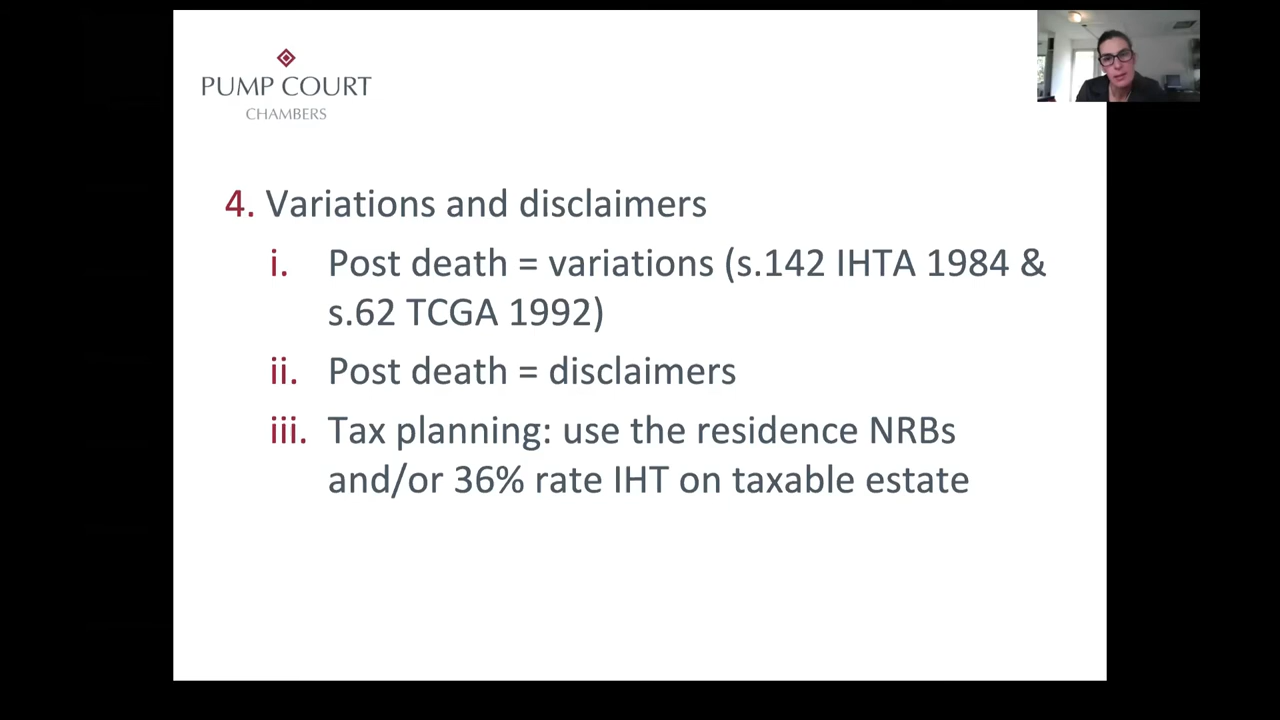 PUMP COURT
CHAMBERS
4. Variations and disclaimers
i. Post death = variations (s.142 IHTA 1984 &
s.62 TCGA 1992)
ii. Post death = disclaimers
iii. Tax planning: use the residence NRBs
and/or 36% rate IHT on taxable estate